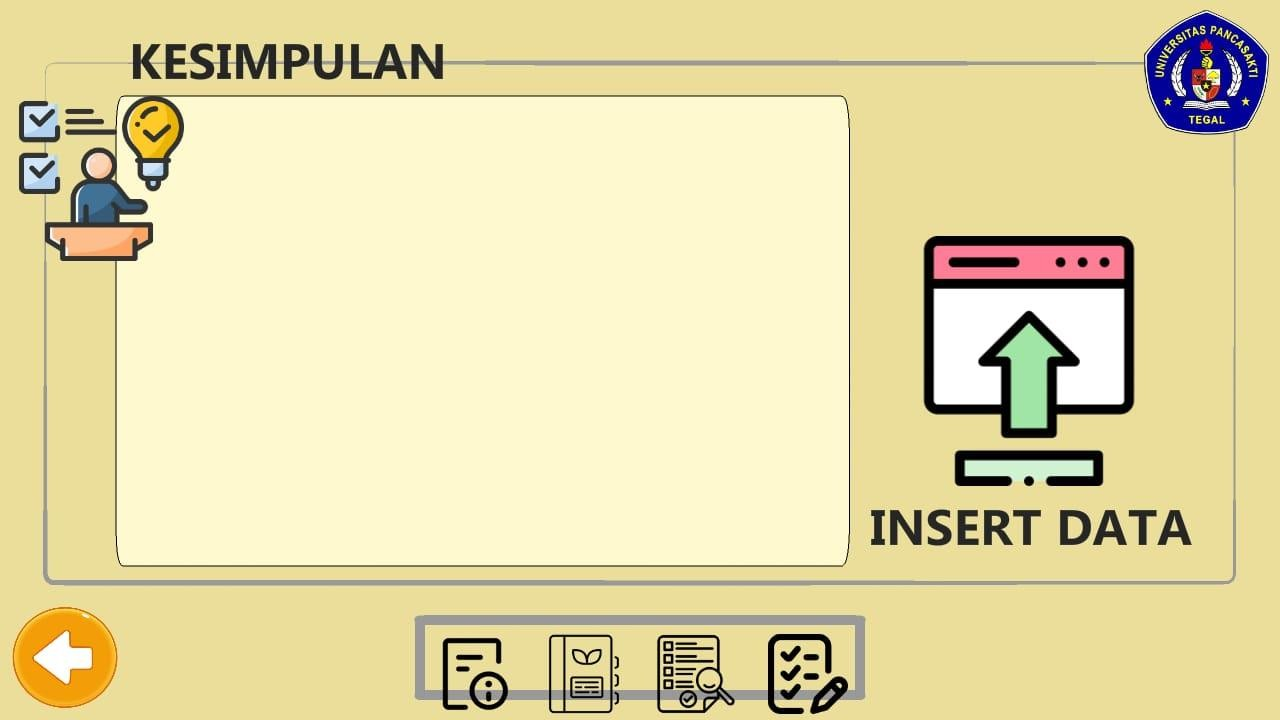 KESIMPULAN
UNIVERSITAS PANCASAKTI
TEGAL
INSERT DATA